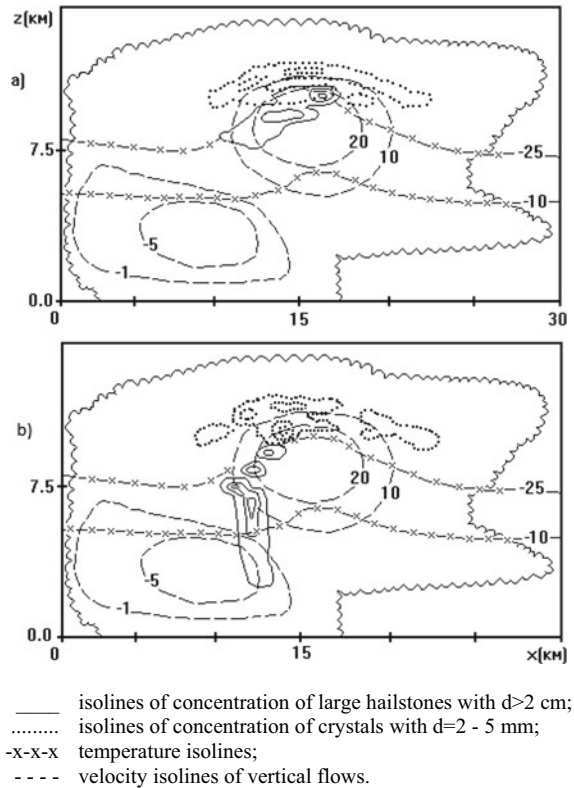 z(км)
a)
7.5
20
10
-25
-10
-5
-1
0.0
0
15
30
b)
7.5
20
10
-25
-10
-5
-1
0.0
0
15
x(км)
____ isolines of concentration of large hailstones with d>2 cm;
......... isolines of concentration of crystals with d=2 - 5 mm;
-x-x-x temperature isolines;
- - - - velocity isolines of vertical flows.